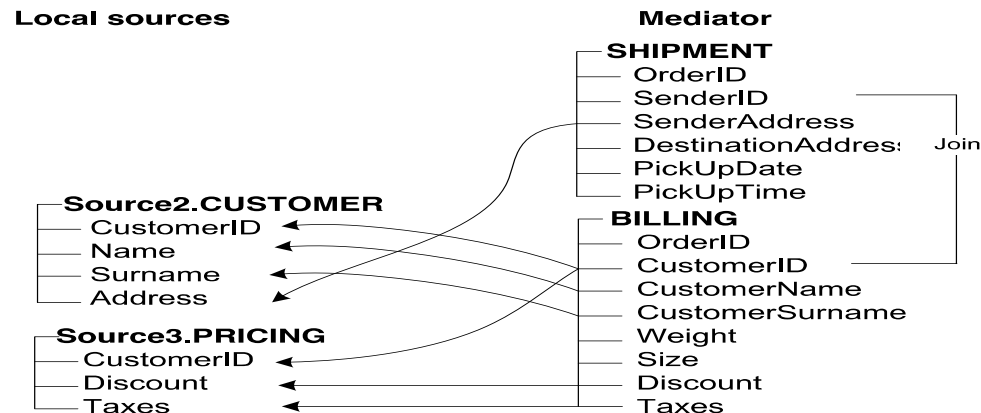 Local sources
Mediator
SHIPMENT
OrderID
SenderID
SenderAddress
DestinationAddres
Join
PickUpDate
PickUpTime
Source2.CUSTOMER
CustomerID
Name
Surname
Address
BILLING
OrderID
CustomerID
CustomerName
CustomerSurname
Weight
Size
Discount
Taxes
Source3.PRICING
CustomerID
Discount
Taxes